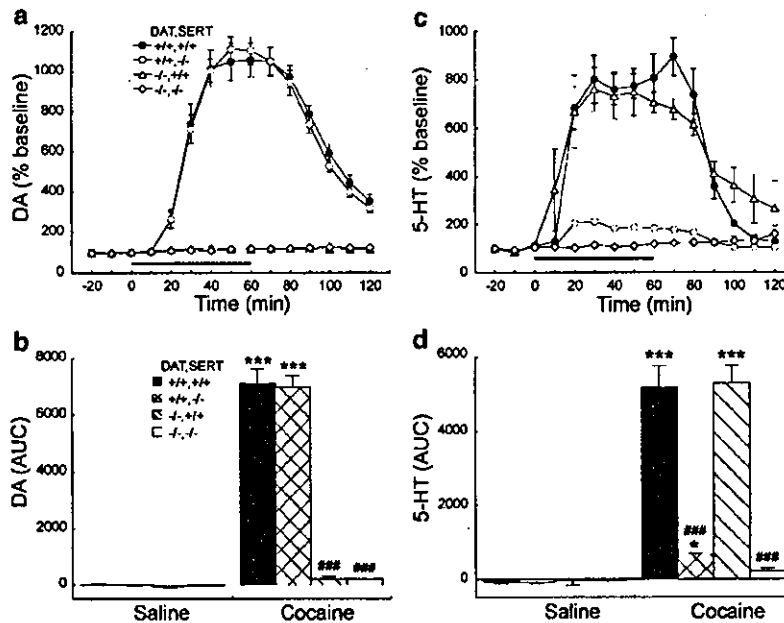 a
DAT,SERT
+/+,+/+
+/+,-/-
-/-,+/+
-/-,-/-
DA (% baseline)
1200
1000
800
600
400
200
0
-20 0 20 40 60 80 100 120
Time (min)
c
5-HT (% baseline)
1000
800
600
400
200
0
-20 0 20 40 60 80 100 120
Time (min)
b
DAT,SERT
+/+,+/+
+/+,-/-
-/-,+/+
-/-,-/-
DA (AUC)
8000
6000
4000
2000
0
*** ***
### ###
Saline Cocaine
d
5-HT (AUC)
6000
4000
2000
0
*** ***
###
*
###
Saline Cocaine